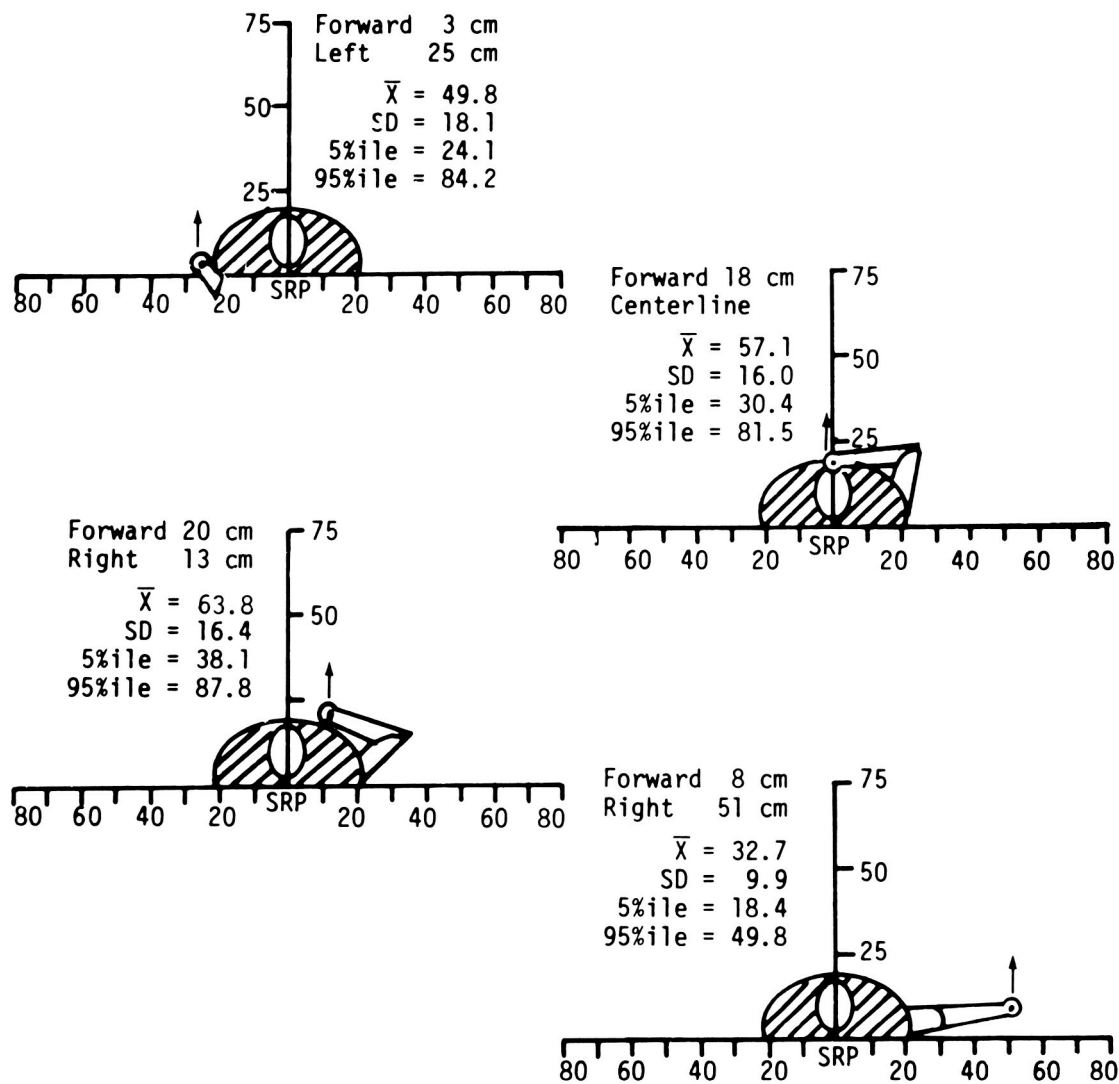 75
Forward 3 cm
Left 25 cm
50
X̅ = 49.8
SD = 18.1
5%ile = 24.1
25
95%ile = 84.2
SRP
80 60 40 20 20 40 60 80
Forward 18 cm
75
Centerline
X̅ = 57.1
50
SD = 16.0
5%ile = 30.4
95%ile = 81.5
25
SRP
80 60 40 20 20 40 60 80
Forward 20 cm
75
Right 13 cm
X̅ = 63.8
50
SD = 16.4
5%ile = 38.1
95%ile = 87.8
SRP
80 60 40 20 20 40 60 80
Forward 8 cm
75
Right 51 cm
X̅ = 32.7
50
SD = 9.9
5%ile = 18.4
95%ile = 49.8
25
SRP
80 60 40 20 20 40 60 80